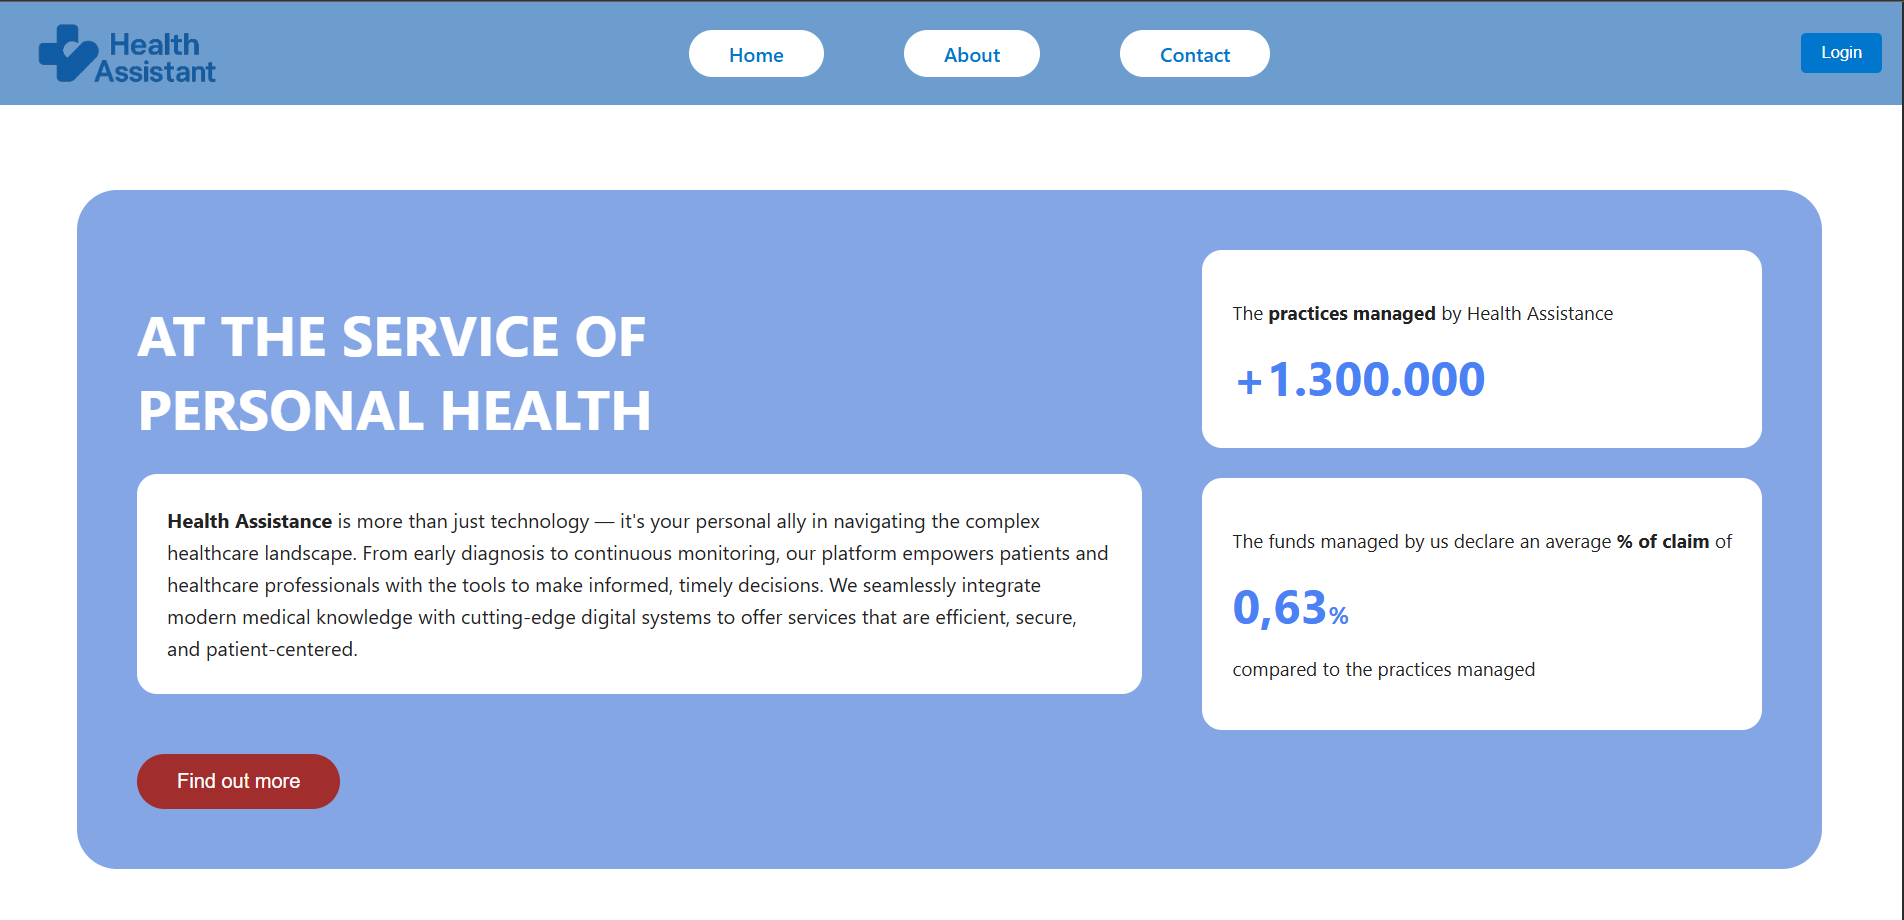 Health
Assistant
Home
About
Contact
Login
AT THE SERVICE OF
PERSONAL HEALTH
Health Assistance is more than just technology — it's your personal ally in navigating the complex
healthcare landscape. From early diagnosis to continuous monitoring, our platform empowers patients and
healthcare professionals with the tools to make informed, timely decisions. We seamlessly integrate
modern medical knowledge with cutting-edge digital systems to offer services that are efficient, secure,
and patient-centered.
Find out more
The practices managed by Health Assistance
+1.300.000
The funds managed by us declare an average % of claim of
0,63%
compared to the practices managed